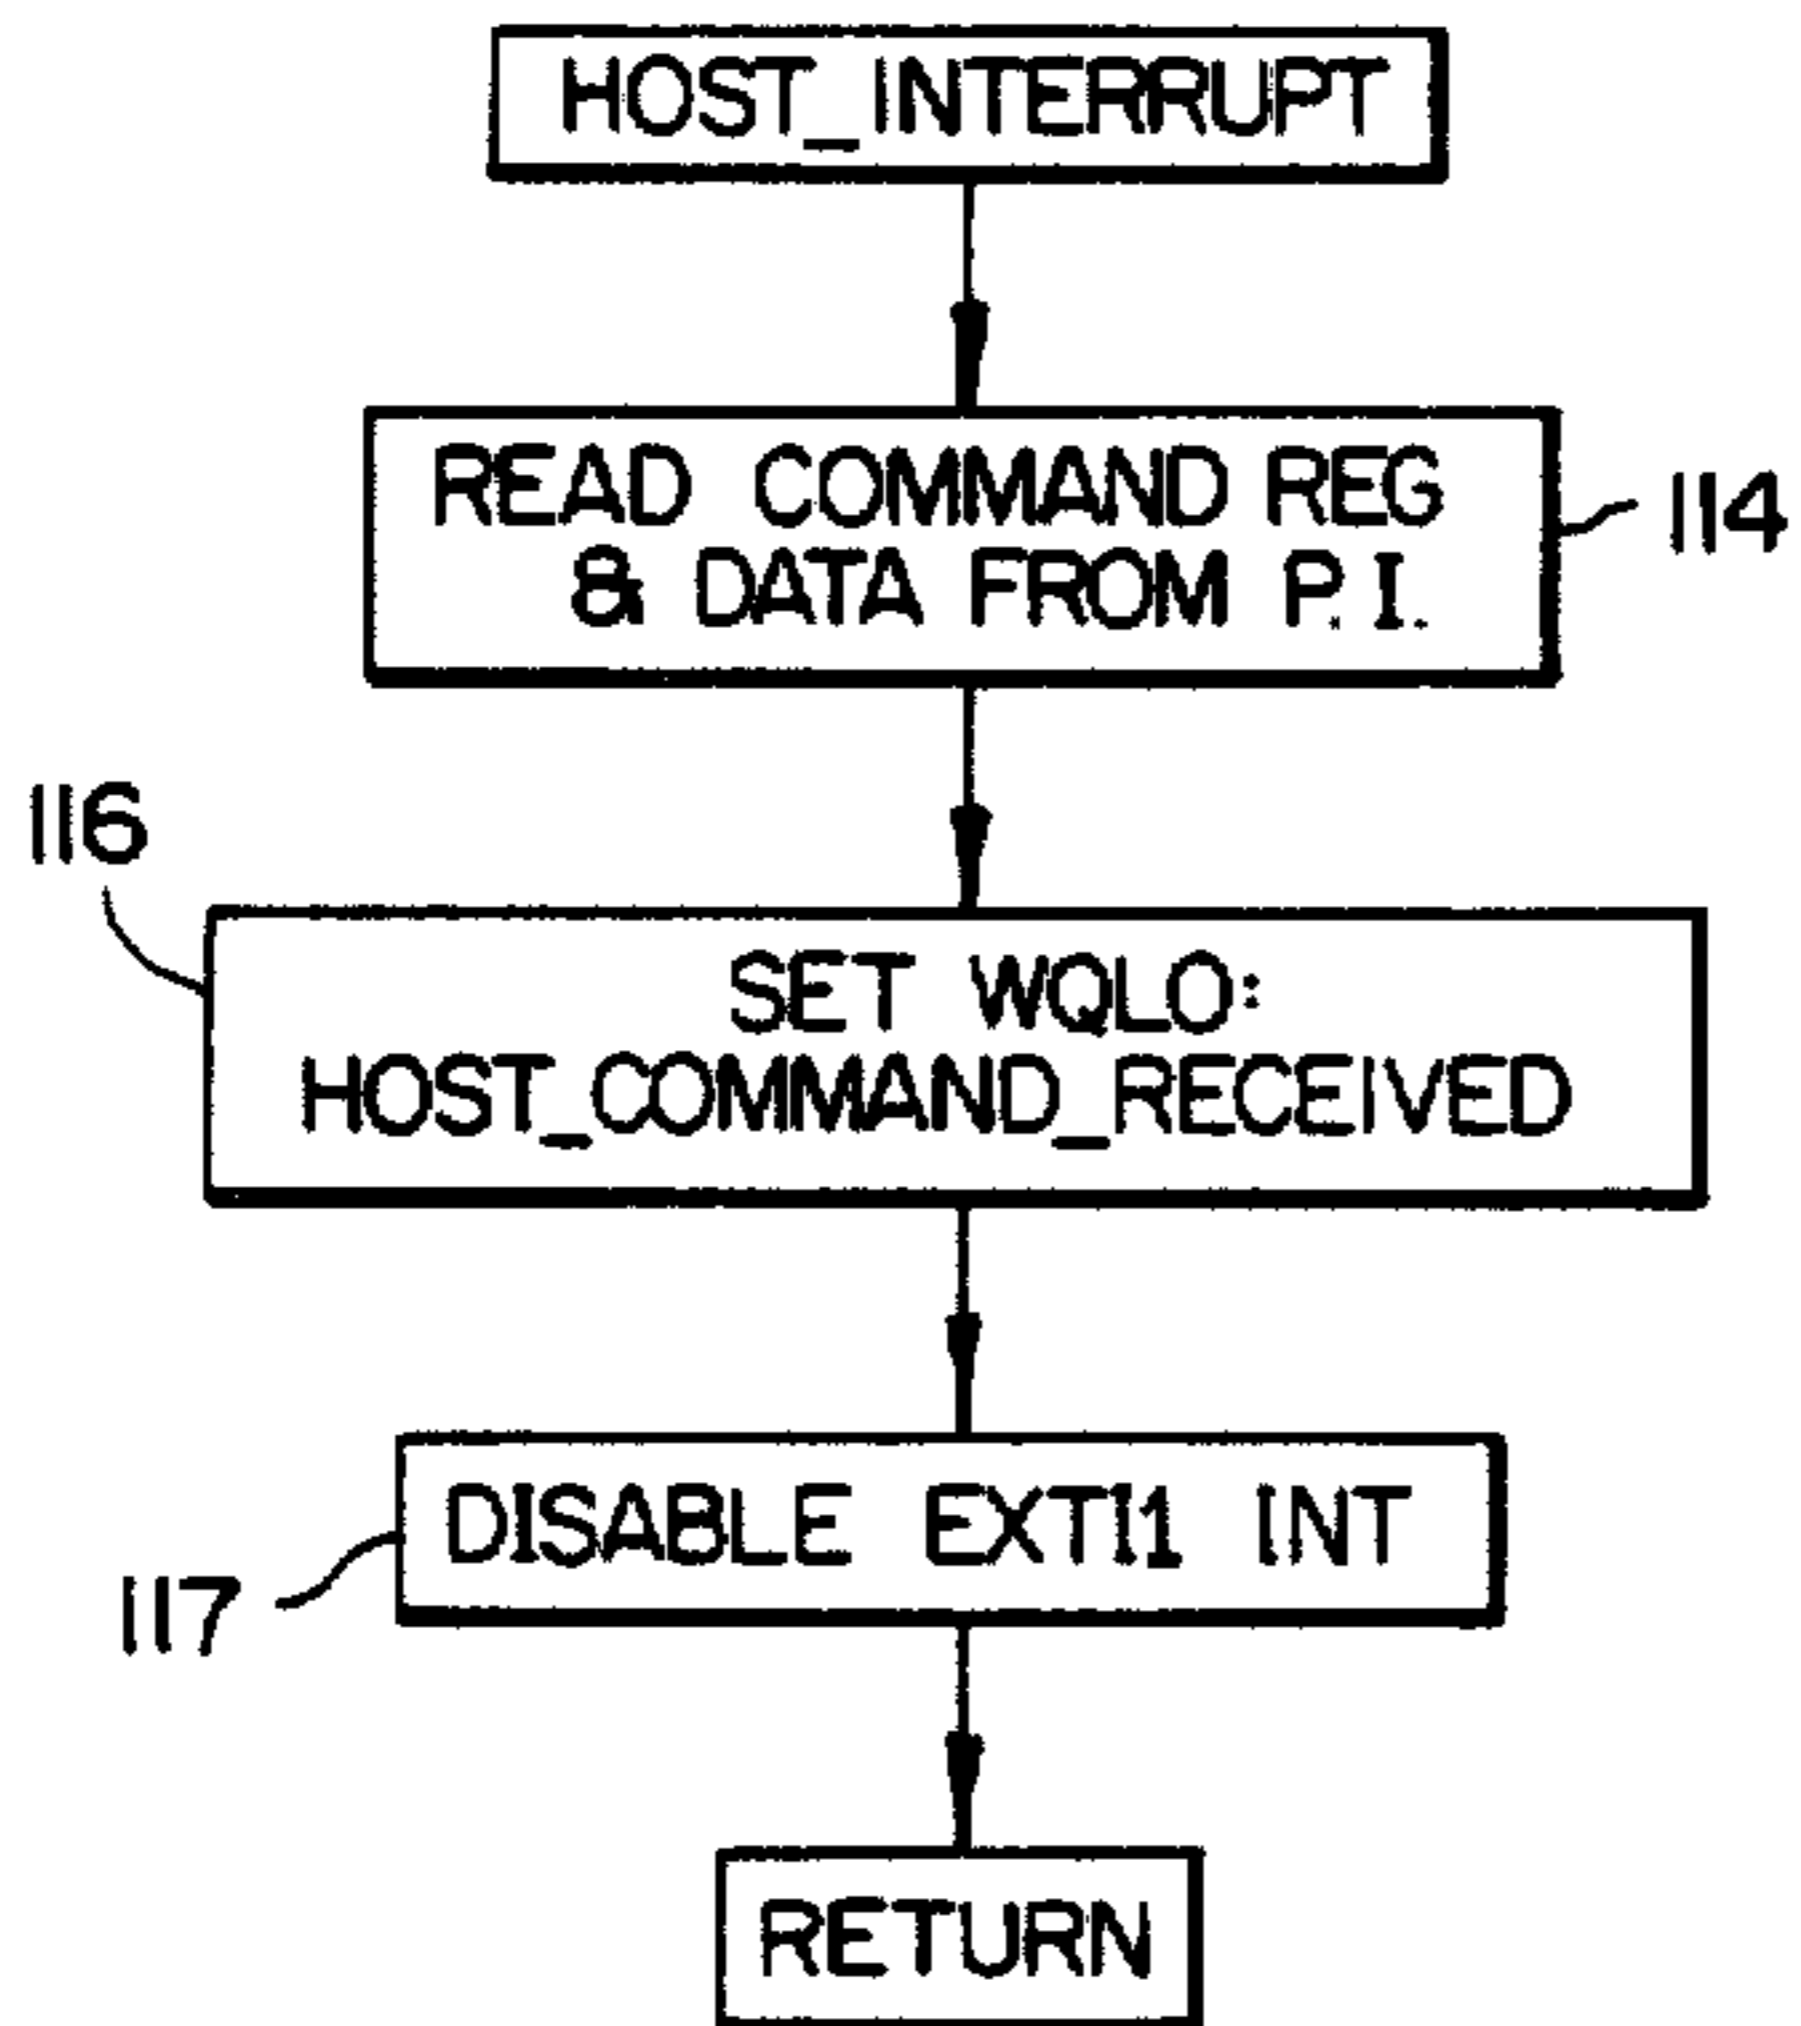 HOST_INTERRUPT
READ COMMAND REG
& DATA FROM P.I.
114
116
SET WQLO:
HOST_COMMAND_RECEIVED
DISABLE EXTI1 INT
117
RETURN